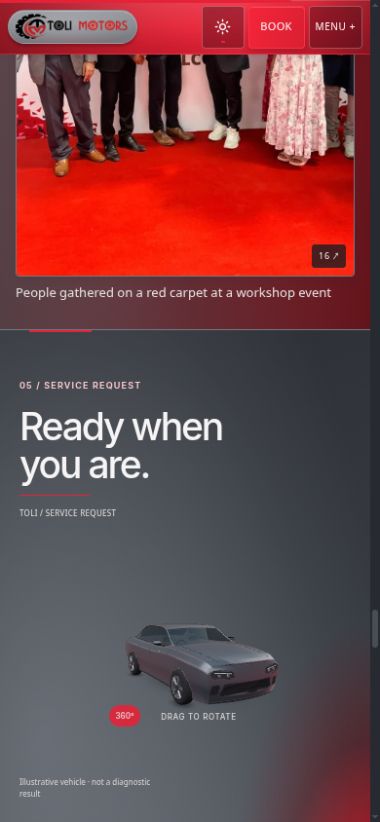 TOLI MOTORS
BOOK
MENU +
16 ↗
People gathered on a red carpet at a workshop event
05 / SERVICE REQUEST
Ready when
you are.
TOLI / SERVICE REQUEST
360°
DRAG TO ROTATE
Illustrative vehicle · not a diagnostic
result